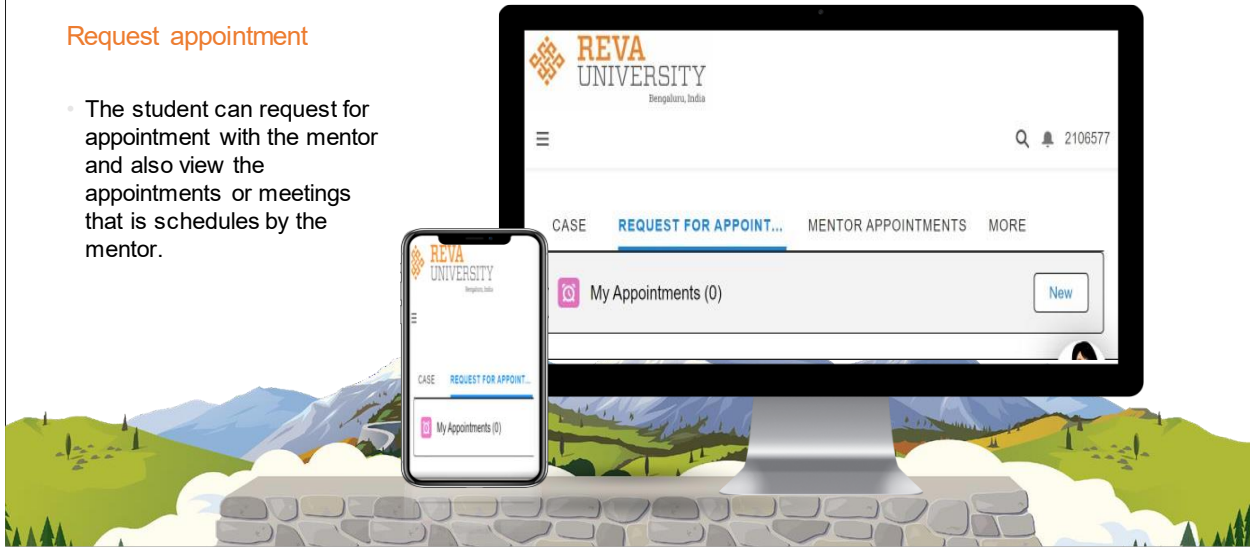 Request appointment
The student can request for
appointment with the mentor
and also view the
appointments or meetings
that is schedules by the
mentor.
REVA
UNIVERSITY
Bengaluru, India
2106577
CASE REQUEST FOR APPOINT... MENTOR APPOINTMENTS MORE
My Appointments (0) New
REVA
UNIVERSITY
Bengaluru, India
CASE REQUEST FOR APPOINT...
My Appointments (0)